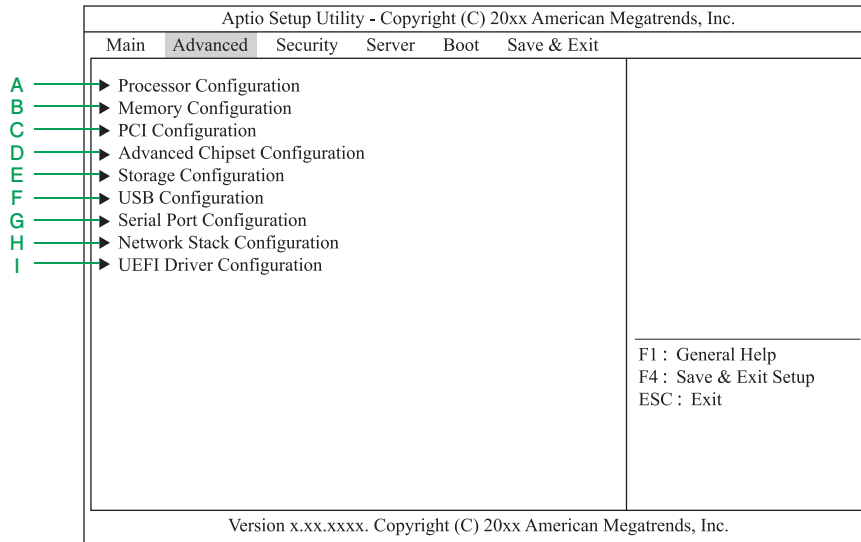 Aptio Setup Utility - Copyright (C) 20xx American Megatrends, Inc.
Main Advanced Security Server Boot Save & Exit
A ▶ Processor Configuration
B ▶ Memory Configuration
C ▶ PCI Configuration
D ▶ Advanced Chipset Configuration
E ▶ Storage Configuration
F ▶ USB Configuration
G ▶ Serial Port Configuration
H ▶ Network Stack Configuration
I ▶ UEFI Driver Configuration
F1 : General Help
F4 : Save & Exit Setup
ESC : Exit
Version x.xx.xxxx. Copyright (C) 20xx American Megatrends, Inc.